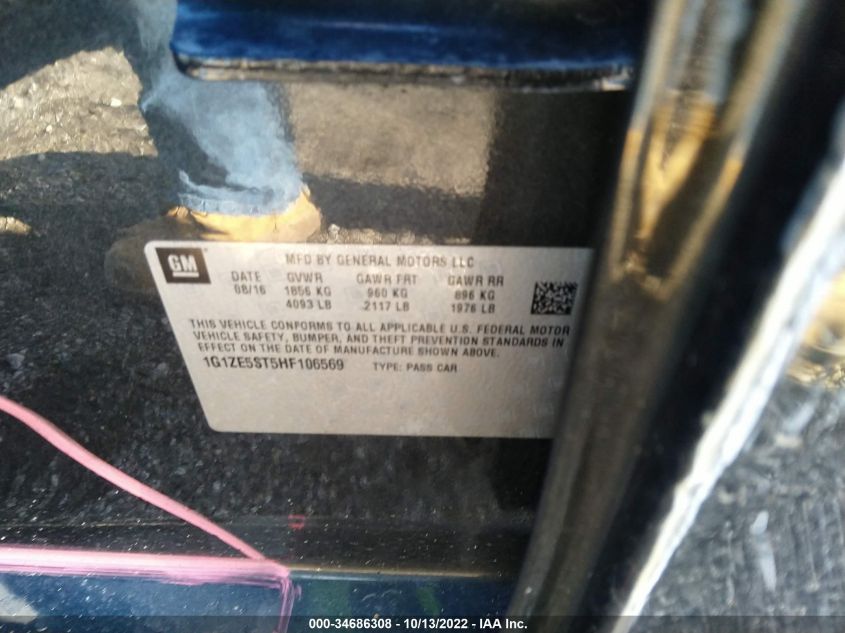 GM
MFD BY GENERAL MOTORS LLC
DATE GVWR GAWR FRT GAWR RR
08/16 1856 KG 960 KG 896 KG
4093 LB 2117 LB 1976 LB
THIS VEHICLE CONFORMS TO ALL APPLICABLE U.S. FEDERAL MOTOR
VEHICLE SAFETY, BUMPER, AND THEFT PREVENTION STANDARDS IN
EFFECT ON THE DATE OF MANUFACTURE SHOWN ABOVE.
1G1ZE5ST5HF106569 TYPE: PASS CAR
000-34686308 - 10/13/2022 - IAAI.com